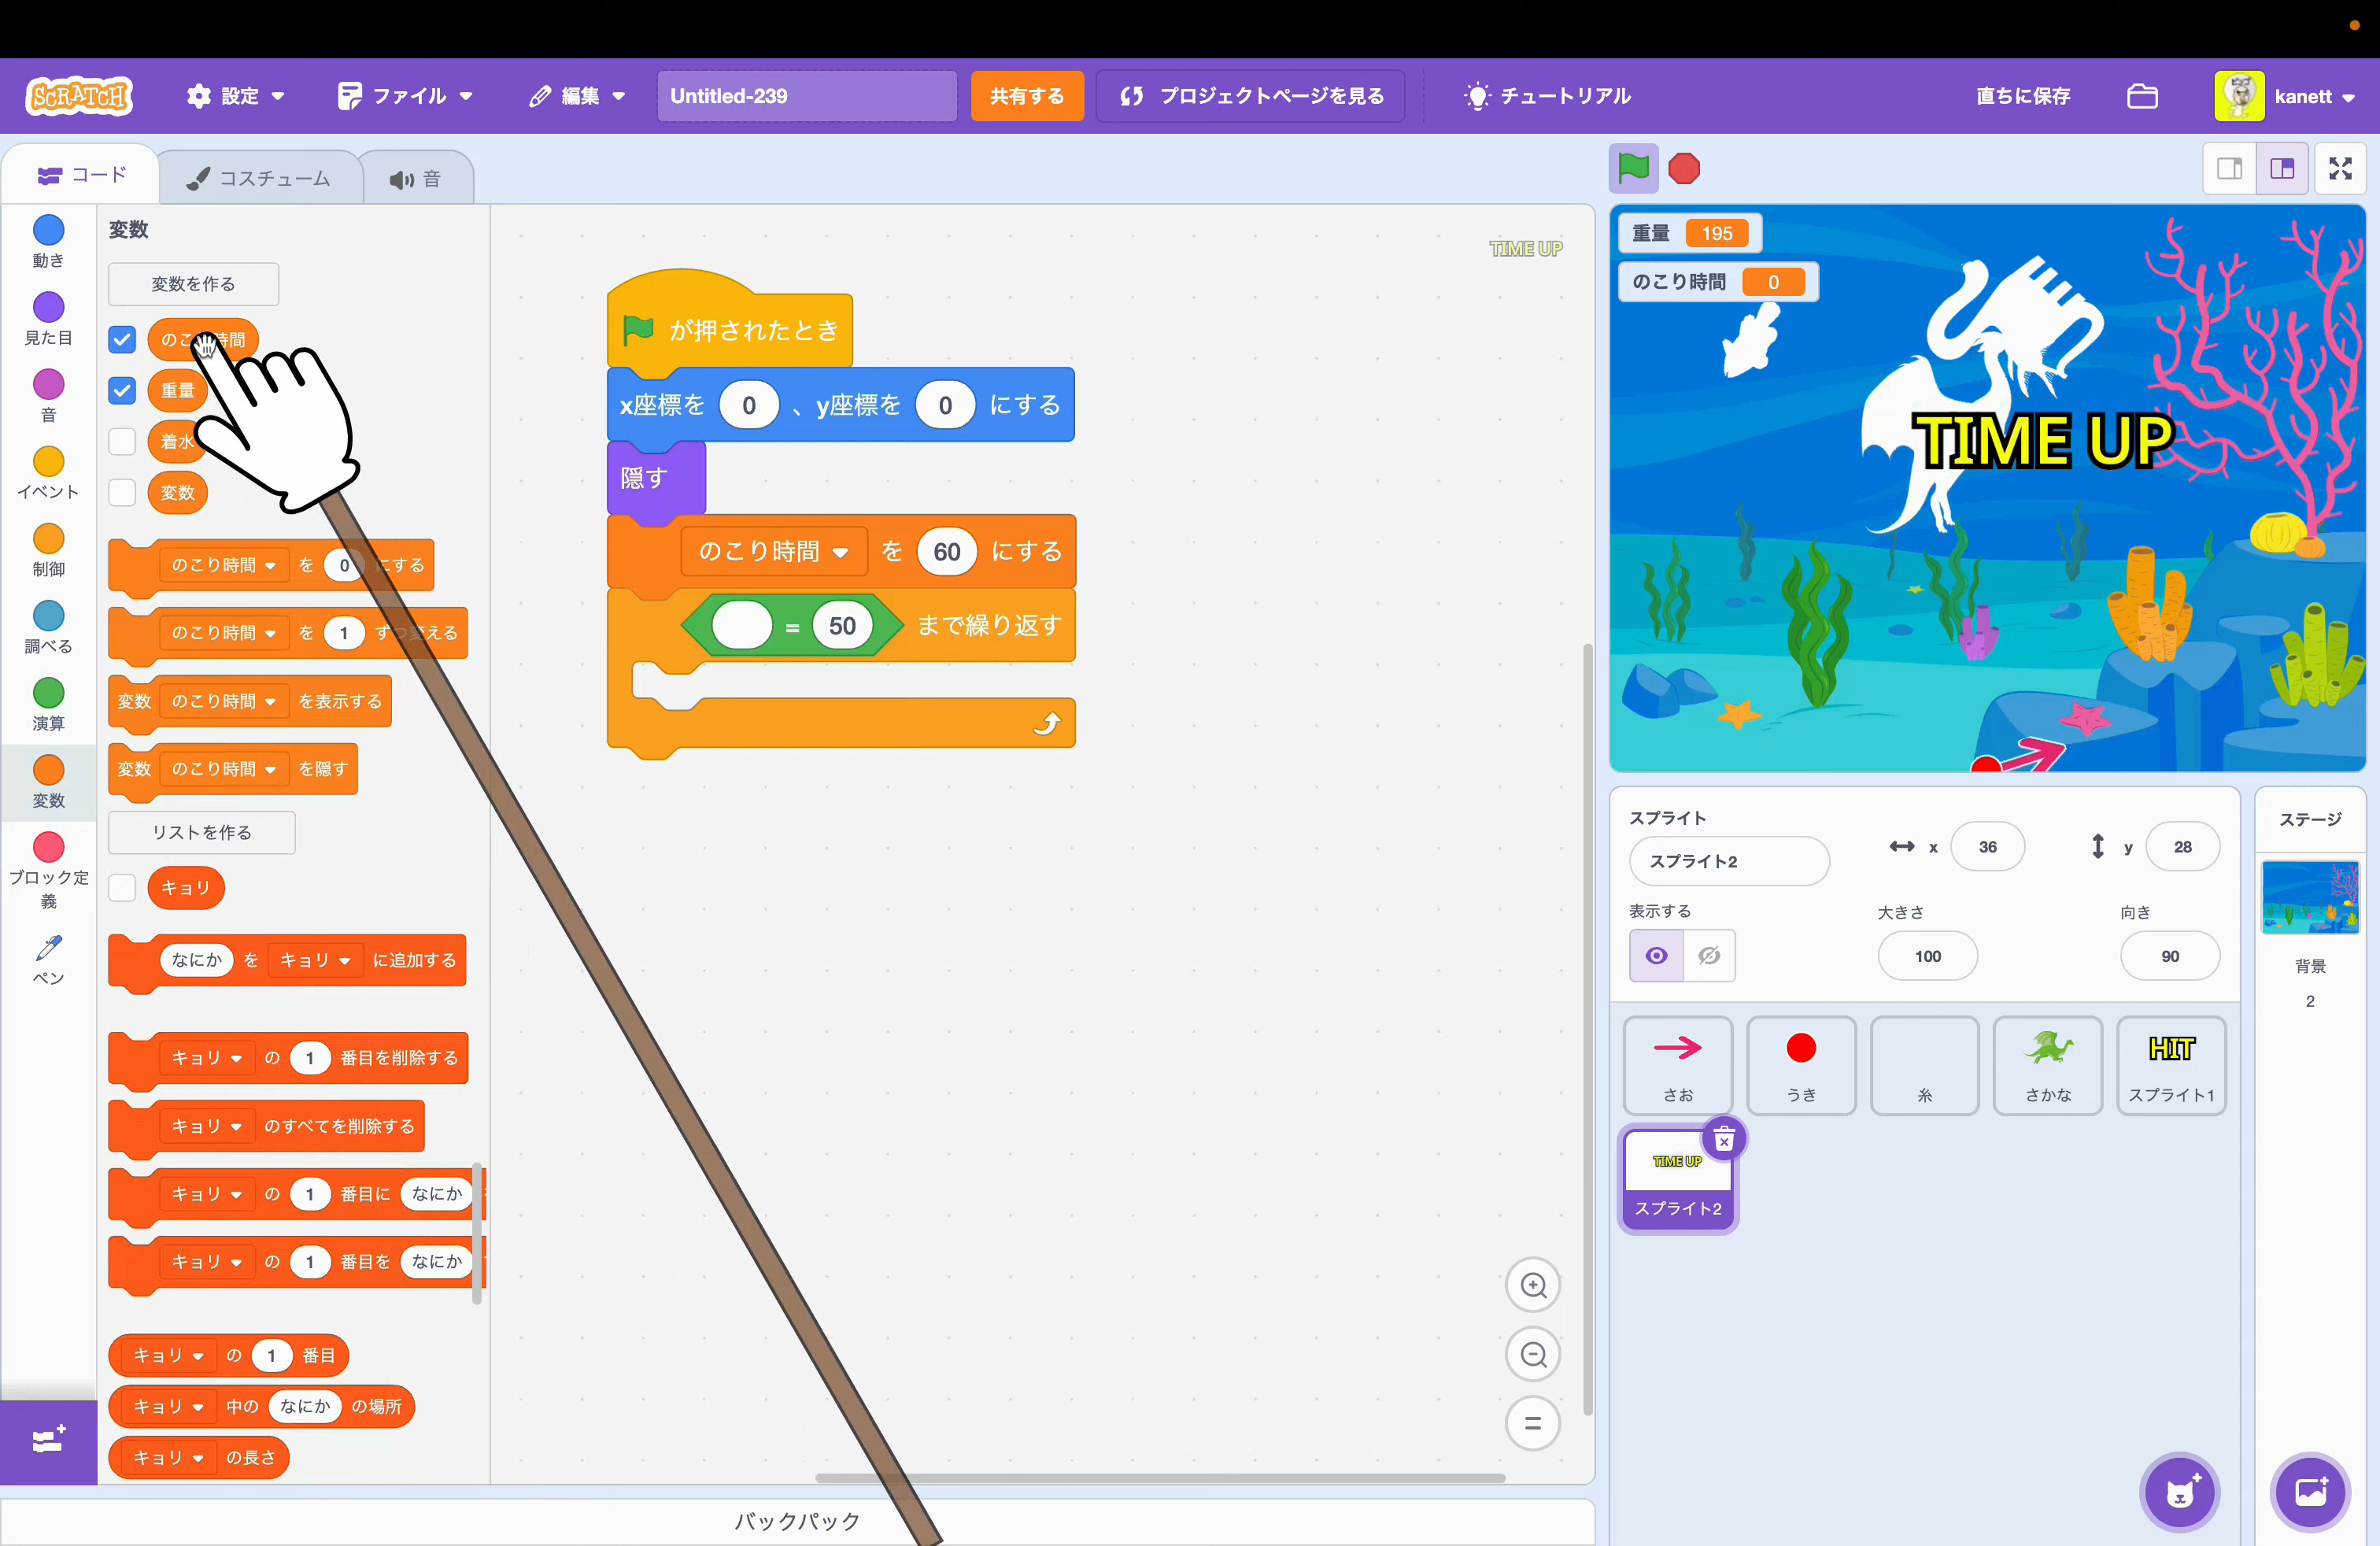 SCRATCH 設定 ファイル 編集 Untitled-239 共有する プロジェクトページを見る チュートリアル 直ちに保存 kanett
コード コスチューム 音
動き
見た目
音
イベント
制御
調べる
演算
変数
ブロック定
義
ペン
変数
変数を作る
重量
着水
変数
のこり時間 を 0 にする
のこり時間 を 1 ずつ変える
変数 のこり時間 を表示する
変数 のこり時間 を隠す
リストを作る
キョリ
なにか を キョリ に追加する
キョリ の 1 番目を削除する
キョリ のすべてを削除する
キョリ の 1 番目に なにか
キョリ の 1 番目を なにか
キョリ の 1 番目
キョリ 中の なにか の場所
キョリ の長さ
TIME UP
が押されたとき
x座標を 0 、y座標を 0 にする
隠す
のこり時間 を 60 にする
= 50 まで繰り返す
バックパック
重量 195
のこり時間 0
TIME UP
スプライト
スプライト2
x 36 y 28
表示する 大きさ 向き
100 90
さお うき 糸 さかな HIT スプライト1
TIME UP
スプライト2
ステージ
背景
2